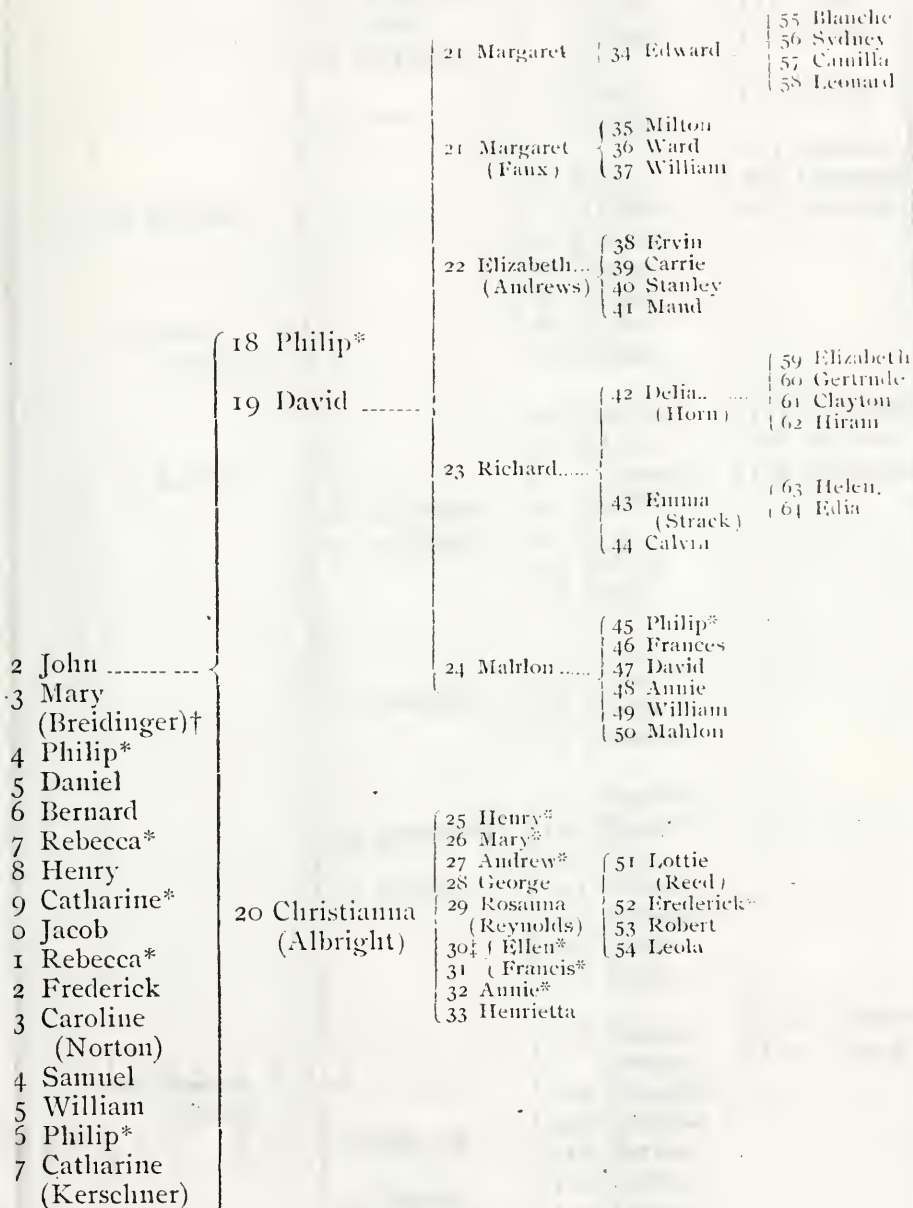 2 John
3 Mary
(Breidinger)†
4 Philip*
5 Daniel
6 Bernard
7 Rebecca*
8 Henry
9 Catharine*
0 Jacob
1 Rebecca*
2 Frederick
3 Caroline
(Norton)
4 Samuel
5 William
5 Philip*
7 Catharine
(Kerschner)
18 Philip*
19 David
20 Christianna
(Albright)
21 Margaret
21 Margaret
(Faux)
22 Elizabeth...
(Andrews)
23 Richard......
24 Mahlon......
25 Henry*
26 Mary*
27 Andrew*
28 George
29 Rosanna
(Reynolds)
30‡ Ellen*
31 Francis*
32 Annie*
33 Henrietta
34 Edward
35 Milton
36 Ward
37 William
38 Ervin
39 Carrie
40 Stanley
41 Maud
42 Delia..
(Horn)
43 Emma
(Strack)
44 Calvin
45 Philip*
46 Frances
47 David
48 Annie
49 William
50 Mahlon
51 Lottie
(Reed)
52 Frederick*
53 Robert
54 Leola
55 Blanche
56 Sydney
57 Camilla
58 Leonard
59 Elizabeth
60 Gertrude
61 Clayton
62 Hiram
63 Helen.
64 Edia